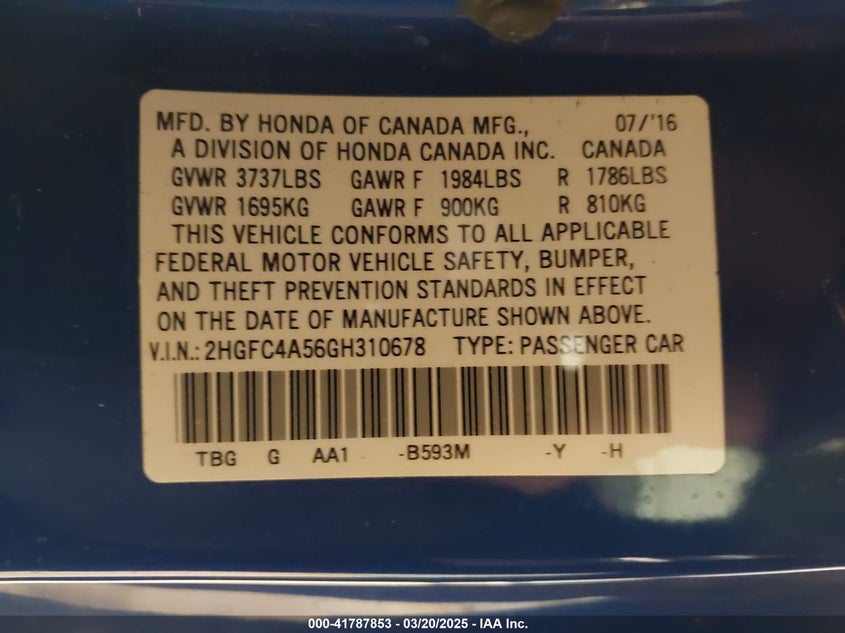 MFD. BY HONDA OF CANADA MFG., 07/'16
A DIVISION OF HONDA CANADA INC. CANADA
GVWR 3737LBS GAWR F 1984LBS R 1786LBS
GVWR 1695KG GAWR F 900KG R 810KG
THIS VEHICLE CONFORMS TO ALL APPLICABLE
FEDERAL MOTOR VEHICLE SAFETY, BUMPER,
AND THEFT PREVENTION STANDARDS IN EFFECT
ON THE DATE OF MANUFACTURE SHOWN ABOVE.
V.I.N.: 2HGFC4A56GH310678 TYPE: PASSENGER CAR
TBG G AA1 -B593M -Y -H
000-41787853 - 03/20/2025 - IAA Inc.